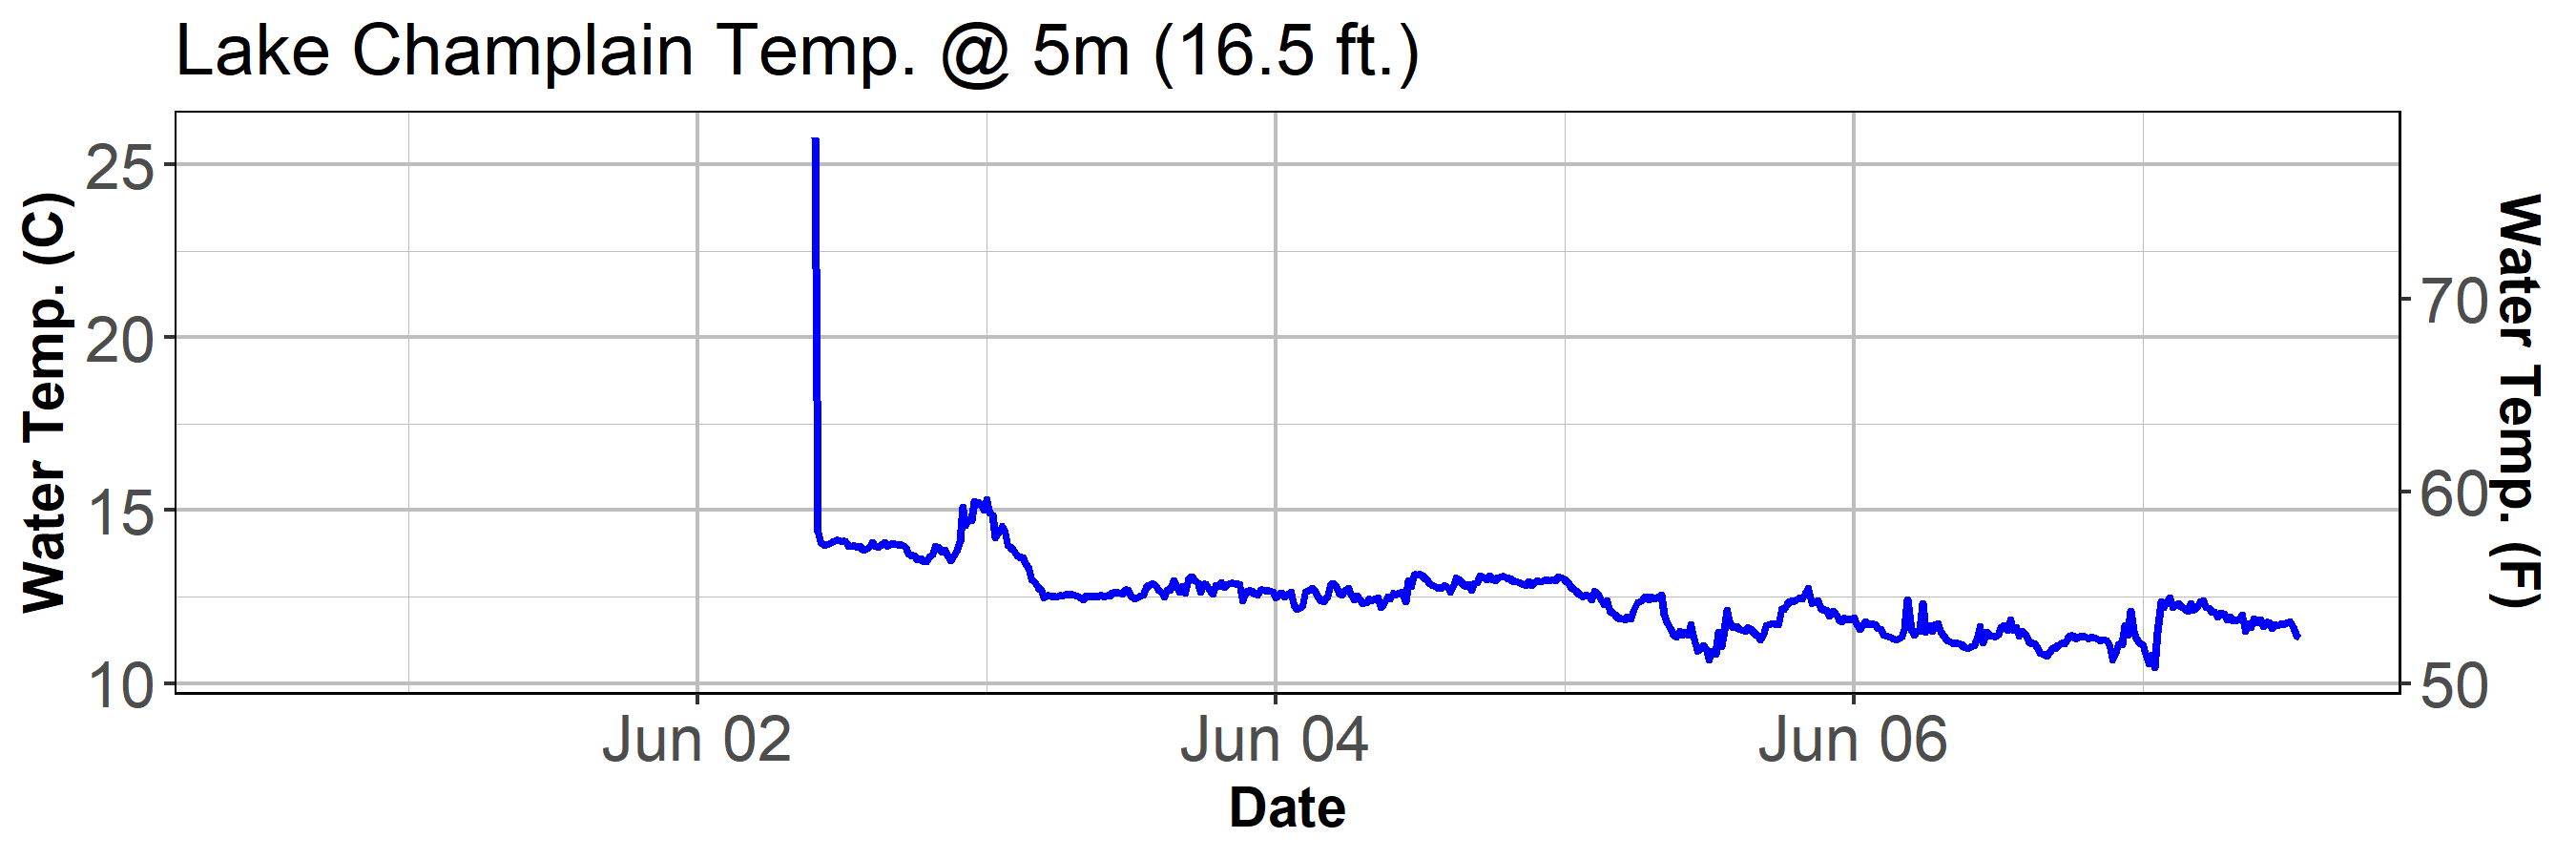 Lake Champlain Temp. @ 5m (16.5 ft.)
Water Temp. (C)
25
20
15
10
70
60
50
Water Temp. (F)
Jun 02
Jun 04
Jun 06
Date